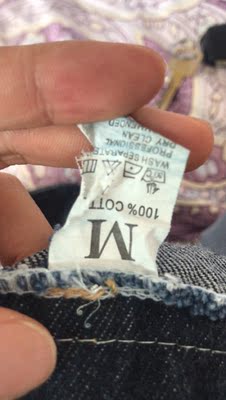 M
100% COTT
WASH SEPARATE
PROFESSIONAL
DRY CLEAN